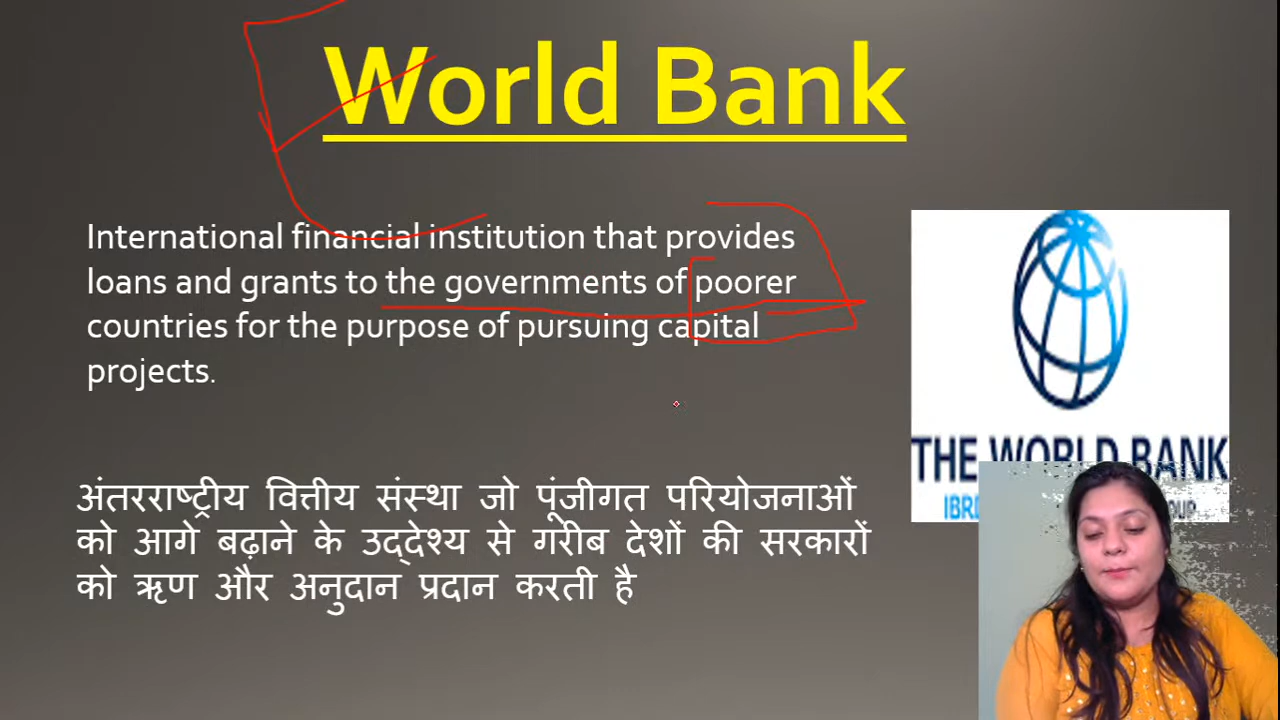 World Bank
International financial institution that provides
loans and grants to the governments of poorer
countries for the purpose of pursuing capital
projects.
THE WORLD BANK
अंतरराष्ट्रीय वित्तीय संस्था जो पूंजीगत परियोजनाओं
को आगे बढ़ाने के उद्देश्य से गरीब देशों की सरकारों
को ऋण और अनुदान प्रदान करती है